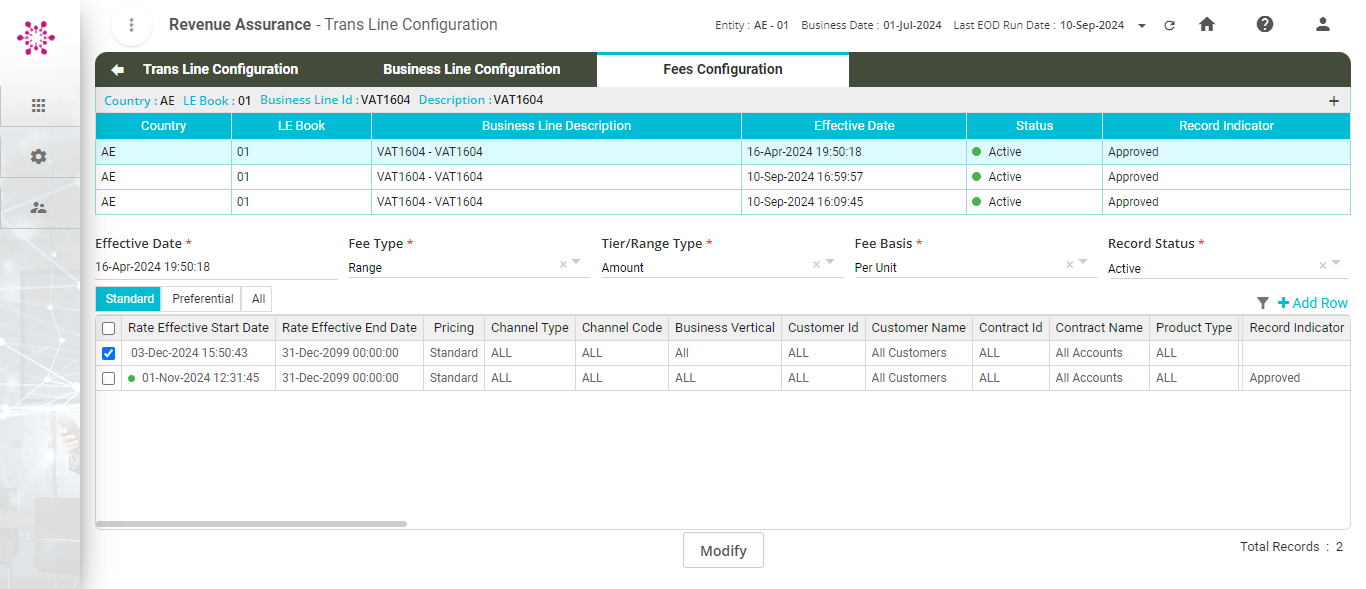 Revenue Assurance - Trans Line Configuration
Entity : AE - 01 Business Date : 01-Jul-2024 Last EOD Run Date : 10-Sep-2024
Trans Line Configuration Business Line Configuration Fees Configuration
Country : AE LE Book : 01 Business Line Id : VAT1604 Description : VAT1604 +
Country LE Book Business Line Description Effective Date Status Record Indicator
AE 01 VAT1604 - VAT1604 16-Apr-2024 19:50:18 Active Approved
AE 01 VAT1604 - VAT1604 10-Sep-2024 16:59:57 Active Approved
AE 01 VAT1604 - VAT1604 10-Sep-2024 16:09:45 Active Approved
Effective Date * Fee Type * Tier/Range Type * Fee Basis * Record Status *
16-Apr-2024 19:50:18 Range × Amount × Per Unit × Active ×
Standard Preferential All
+ Add Row
Rate Effective Start Date Rate Effective End Date Pricing Channel Type Channel Code Business Vertical Customer Id Customer Name Contract Id Contract Name Product Type Record Indicator
03-Dec-2024 15:50:43 31-Dec-2099 00:00:00 Standard ALL ALL All ALL All Customers ALL All Accounts ALL
01-Nov-2024 12:31:45 31-Dec-2099 00:00:00 Standard ALL ALL ALL ALL All Customers ALL All Accounts ALL Approved
Modify
Total Records : 2